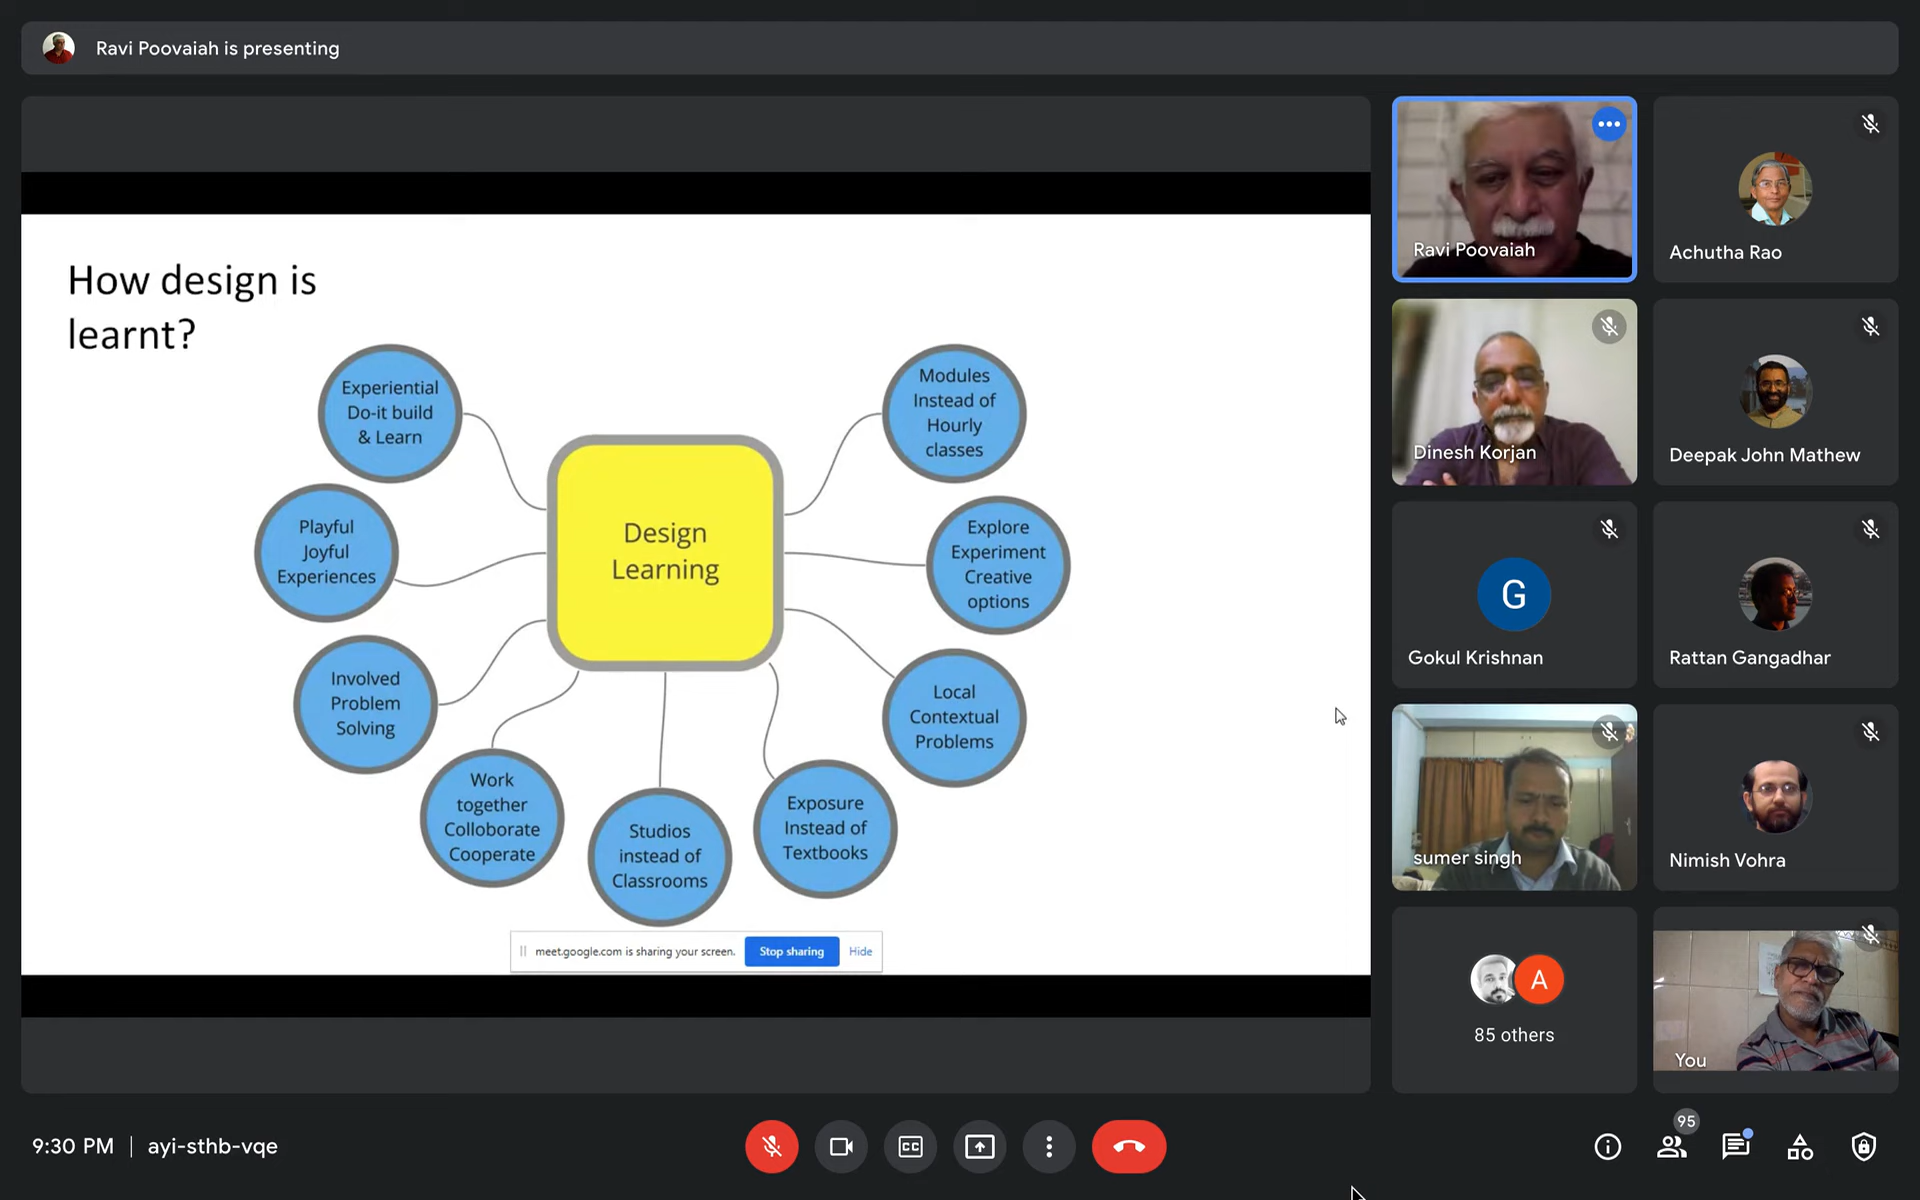 Ravi Poovaiah is presenting
How design is
learnt?
Experiential
Do-it build
& Learn
Playful
Joyful
Experiences
Involved
Problem
Solving
Work
together
Colloborate
Cooperate
Studios
instead of
Classrooms
Exposure
Instead of
Textbooks
Local
Contextual
Problems
Explore
Experiment
Creative
options
Modules
Instead of
Hourly
classes
Design
Learning
meet.google.com is sharing your screen.
Stop sharing
Hide
Ravi Poovaiah
Achutha Rao
Dinesh Korjan
Deepak John Mathew
G
Gokul Krishnan
Rattan Gangadhar
sumer singh
Nimish Vohra
A
85 others
You
9:30 PM | ayi-sthb-vqe
CC
95